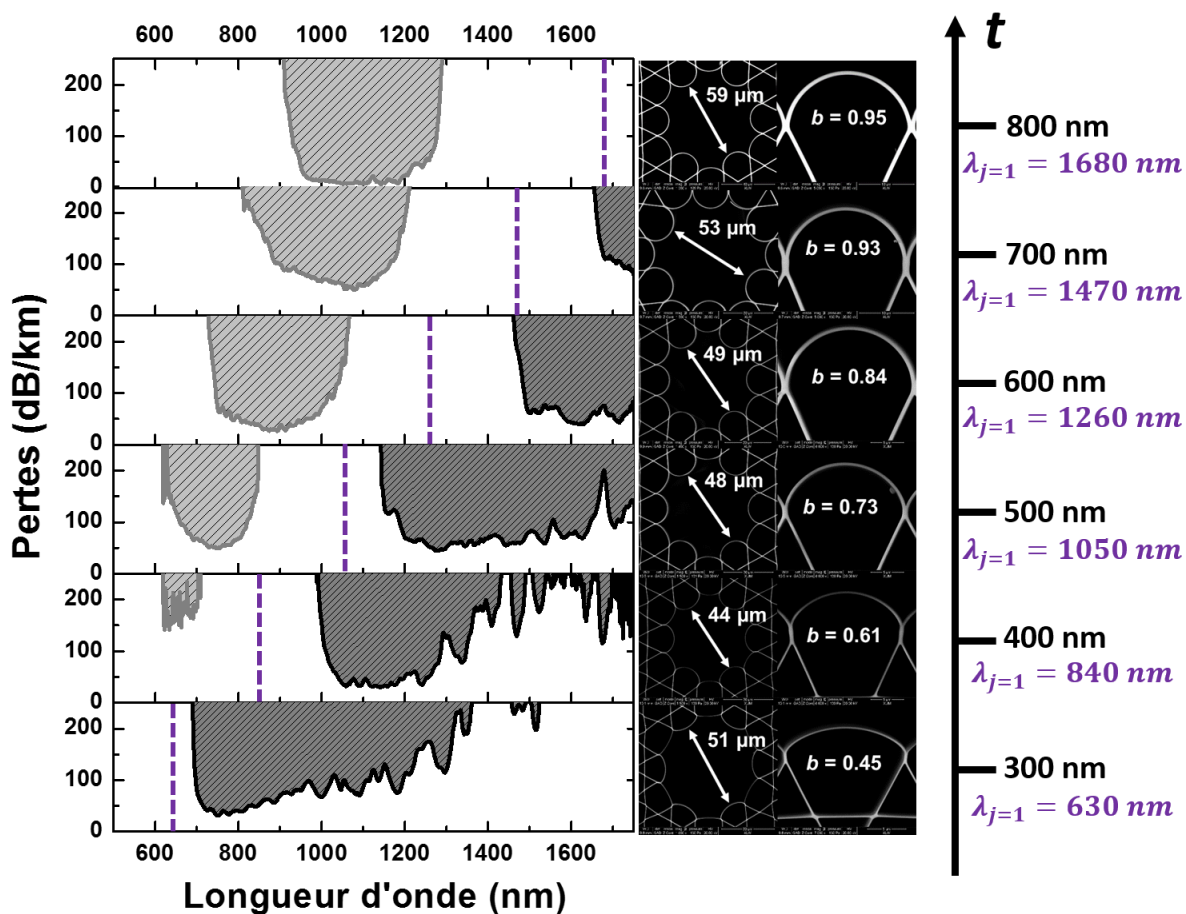 600 800 1000 1200 1400 1600
t
Pertes (dB/km)
200
100
0
59 µm
b = 0.95
800 nm
λj=1 = 1680 nm
200
100
0
53 µm
b = 0.93
700 nm
λj=1 = 1470 nm
200
100
0
49 µm
b = 0.84
600 nm
λj=1 = 1260 nm
200
100
0
48 µm
b = 0.73
500 nm
λj=1 = 1050 nm
200
100
0
44 µm
b = 0.61
400 nm
λj=1 = 840 nm
200
100
0
51 µm
b = 0.45
300 nm
λj=1 = 630 nm
600 800 1000 1200 1400 1600
Longueur d'onde (nm)